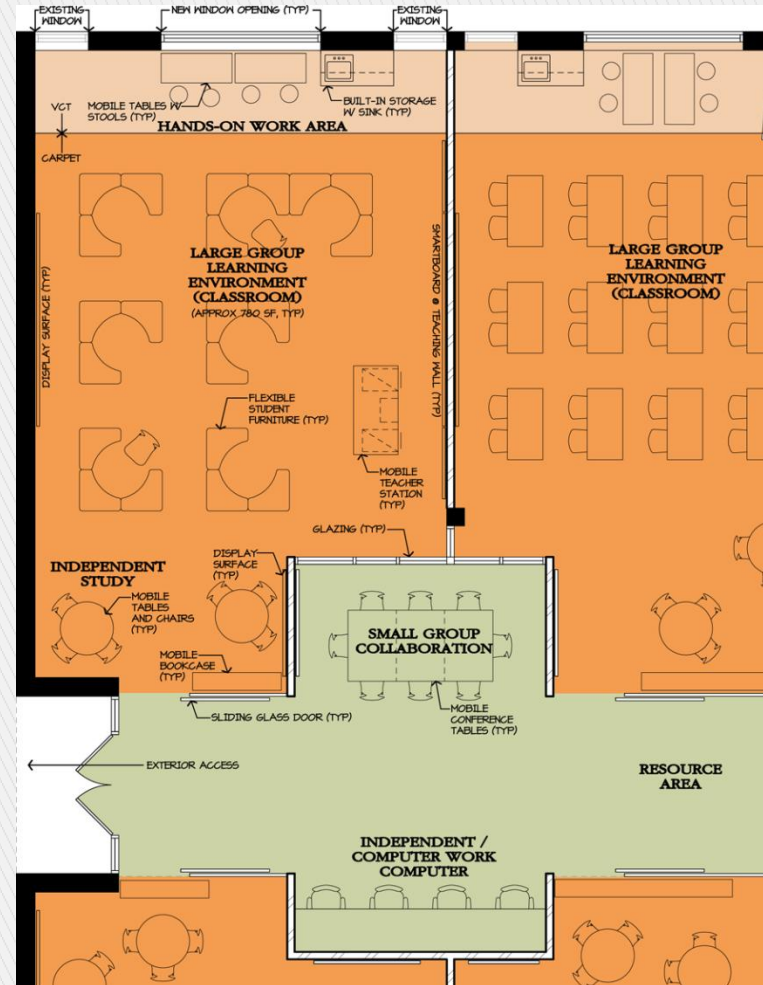 EXISTING
WINDOW
NEW WINDOW OPENING (TYP)
EXISTING
WINDOW
VCT
CARPET
MOBILE TABLES W/
STOOLS (TYP)
BUILT-IN STORAGE
W/ SINK (TYP)
HANDS-ON WORK AREA
LARGE GROUP
LEARNING
ENVIRONMENT
(CLASSROOM)
(APPROX 780 SF, TYP)
DISPLAY SURFACE (TYP)
SMARTBOARD @ TEACHING WALL (TYP)
LARGE GROUP
LEARNING
ENVIRONMENT
(CLASSROOM)
FLEXIBLE
STUDENT
FURNITURE (TYP)
MOBILE
TEACHER
STATION
(TYP)
GLAZING (TYP)
INDEPENDENT
STUDY
DISPLAY
SURFACE
(TYP)
MOBILE
TABLES
AND CHAIRS
(TYP)
MOBILE
BOOKCASE
(TYP)
SMALL GROUP
COLLABORATION
SLIDING GLASS DOOR (TYP)
MOBILE
CONFERENCE
TABLES (TYP)
EXTERIOR ACCESS
RESOURCE
AREA
INDEPENDENT /
COMPUTER WORK
COMPUTER